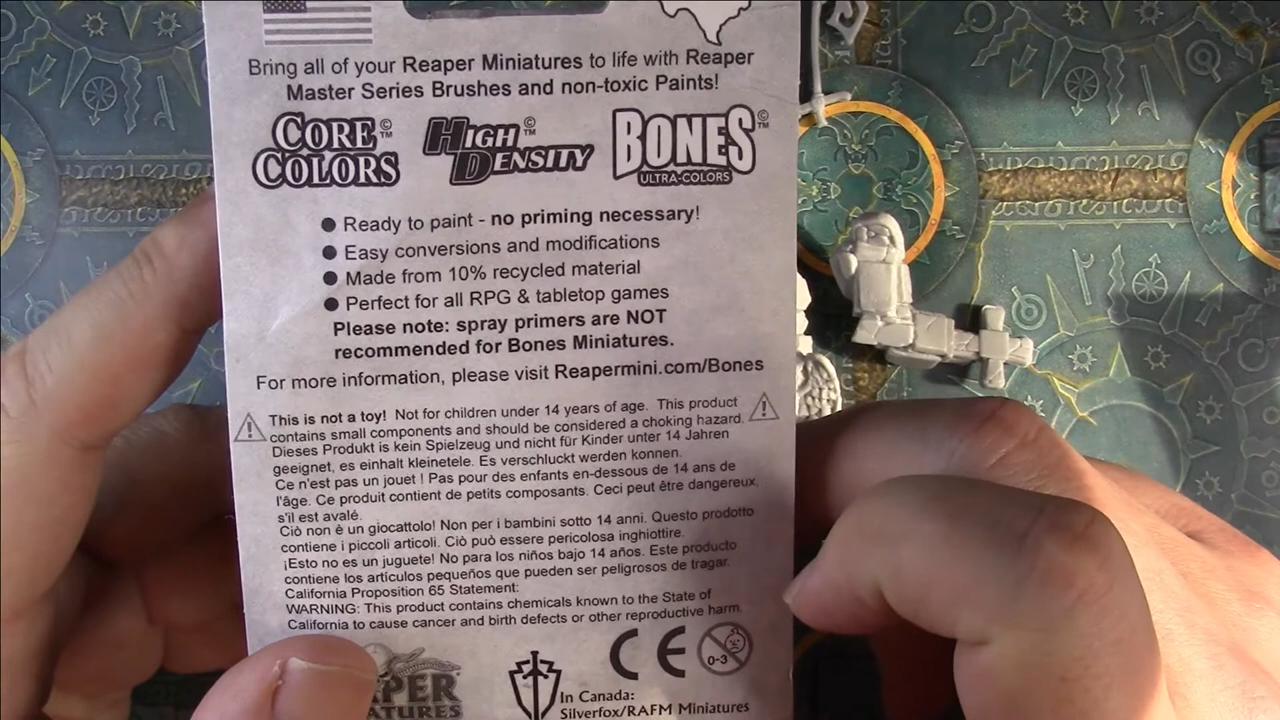 Bring all of your Reaper Miniatures to life with Reaper
Master Series Brushes and non-toxic Paints!
CORE COLORS ©™
HIGH DENSITY ©™
BONES ©™
ULTRA-COLORS
● Ready to paint - no priming necessary!
● Easy conversions and modifications
● Made from 10% recycled material
● Perfect for all RPG & tabletop games
Please note: spray primers are NOT
recommended for Bones Miniatures.
For more information, please visit Reapermini.com/Bones
This is not a toy! Not for children under 14 years of age. This product
contains small components and should be considered a choking hazard.
Dieses Produkt is kein Spielzeug und nicht für Kinder unter 14 Jahren
geeignet, es einhalt kleinetele. Es verschluckt werden konnen.
Ce n'est pas un jouet ! Pas pour des enfants en-dessous de 14 ans de
l'âge. Ce produit contient de petits composants. Ceci peut être dangereux,
s'il est avalé.
Ciò non è un giocattolo! Non per i bambini sotto 14 anni. Questo prodotto
contiene i piccoli articoli. Ciò può essere pericolosa inghiottire.
¡Esto no es un juguete! No para los niños bajo 14 años. Este producto
contiene los artículos pequeños que pueden ser peligrosos de tragar.
California Proposition 65 Statement:
WARNING: This product contains chemicals known to the State of
California to cause cancer and birth defects or other reproductive harm.
CE
0-3
In Canada:
Silverfox/RAFM Miniatures